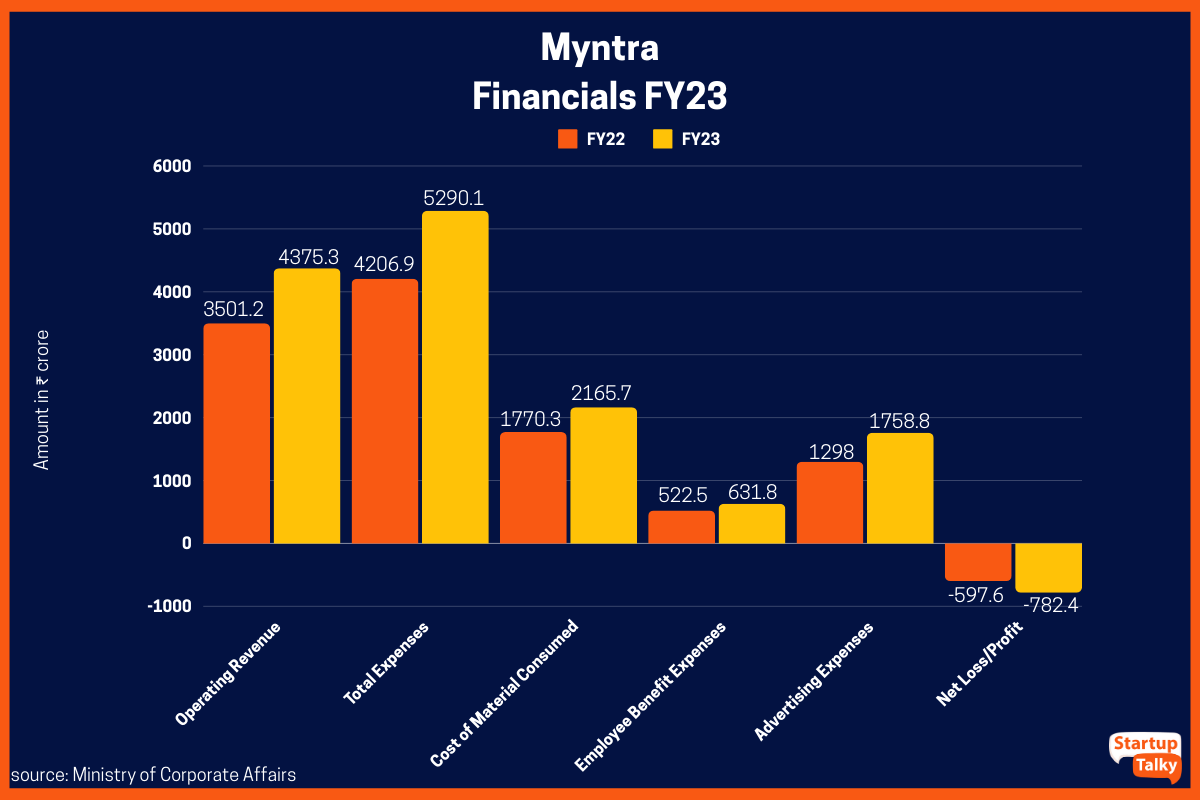 Myntra
Financials FY23
FY22 FY23
6000
5000
4000
3000
2000
1000
0
-1000
Amount in ₹ crore
3501.2 4375.3
4206.9 5290.1
1770.3 2165.7
522.5 631.8
1298 1758.8
-597.6 -782.4
Operating Revenue
Total Expenses
Cost of Material Consumed
Employee Benefit Expenses
Advertising Expenses
Net Loss/Profit
source: Ministry of Corporate Affairs
Startup
Talky